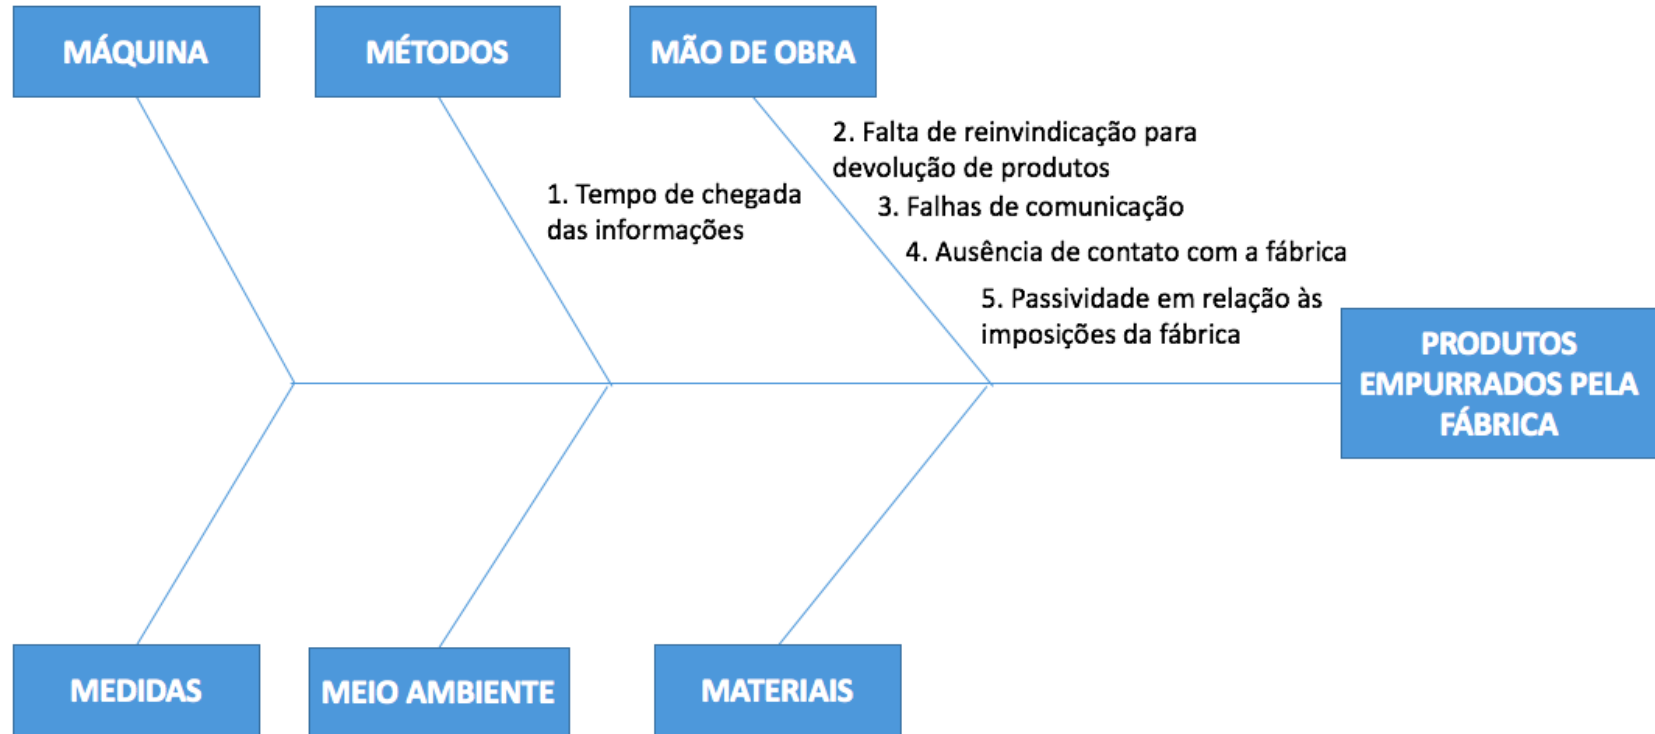 MÁQUINA
MÉTODOS
MÃO DE OBRA
2. Falta de reinvindicação para
devolução de produtos
1. Tempo de chegada
das informações
3. Falhas de comunicação
4. Ausência de contato com a fábrica
5. Passividade em relação às
imposições da fábrica
PRODUTOS
EMPURRADOS PELA
FÁBRICA
MEDIDAS
MEIO AMBIENTE
MATERIAIS